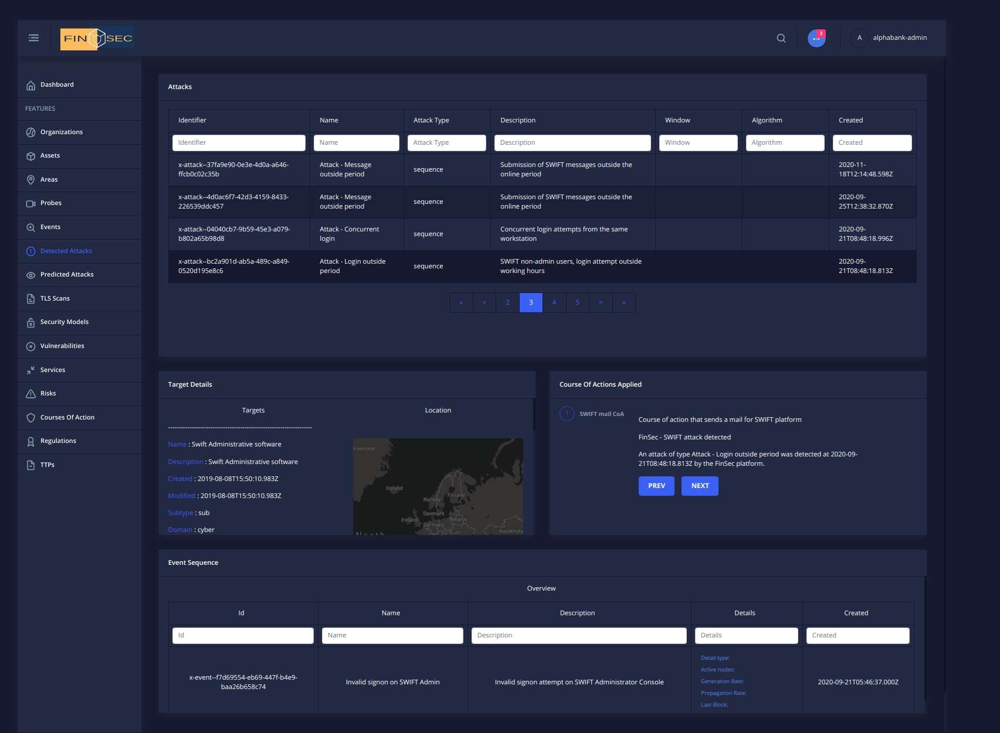 FINSEC
3
A
alphabank-admin
Dashboard
FEATURES
Organizations
Assets
Areas
Probes
Events
Detected Attacks
Predicted Attacks
TLS Scans
Security Models
Vulnerabilities
Services
Risks
Courses Of Action
Regulations
TTPs
Attacks
Identifier Name Attack Type Description Window Algorithm Created
Identifier Name Attack Type Description Window Algorithm Created
x-attack--37fa9e90-0e3e-4d0a-a646-
ffcb0c02c35b
Attack - Message
outside period
sequence
Submission of SWIFT messages outside the
online period
2020-11-
18T12:14:48.598Z
x-attack--4d0ac6f7-42d3-4159-8433-
226539ddc457
Attack - Message
outside period
sequence
Submission of SWIFT messages outside the
online period
2020-09-
25T12:38:32.870Z
x-attack--04040cb7-9b59-45e3-a079-
b802a65b98d8
Attack - Concurrent
login
sequence
Concurrent login attempts from the same
workstation
2020-09-
21T08:48:18.996Z
x-attack--bc2a901d-ab5a-489c-a849-
0520d195e8c6
Attack - Login outside
period
sequence
SWIFT non-admin users, login attempt outside
working hours
2020-09-
21T08:48:18.813Z
« < 2 3 4 5 > »
Target Details
Targets
Location
--------------------------------------------------------------------
Name : Swift Administrative software
Description : Swift Administrative software
Created : 2019-08-08T15:50:10.983Z
Modified : 2019-08-08T15:50:10.983Z
Subtype : sub
Domain : cyber
Greenland
Iceland
Norway
Finland
Denmark
Ireland
Belarus
Germany
Kazakhsta
North
Course Of Actions Applied
1 SWIFT mail CoA
Course of action that sends a mail for SWIFT platform
FinSec - SWIFT attack detected
An attack of type Attack - Login outside period was detected at 2020-09-
21T08:48:18.813Z by the FinSec platform.
PREV NEXT
Event Sequence
Overview
Id Name Description Details Created
Id Name Description Details Created
x-event--f7d69554-eb69-447f-b4e9-
baa26b658c74
Invalid signon on SWIFT Admin
Invalid signon attempt on SWIFT Administrator Console
Detail type:
Active nodes:
Generation Rate:
Propagation Rate:
Last Block:
2020-09-21T05:46:37.000Z